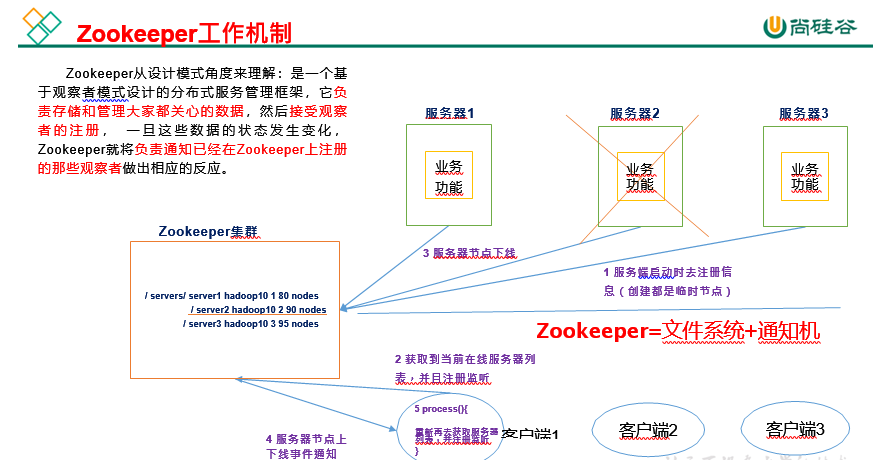 Zookeeper工作机制
尚硅谷
Zookeeper从设计模式角度来理解：是一个基
于观察者模式设计的分布式服务管理框架，它负
责存储和管理大家都关心的数据，然后接受观察
者的注册， 一旦这些数据的状态发生变化，
Zookeeper就将负责通知已经在Zookeeper上注册
的那些观察者做出相应的反应。
服务器1
服务器2
服务器3
业务
功能
业务
功能
业务
功能
Zookeeper集群
3 服务器节点下线
1 服务端启动时去注册信
息（创建都是临时节点）
/ servers/ server1 hadoop10 1 80 nodes
/ server2 hadoop10 2 90 nodes
/ server3 hadoop10 3 95 nodes
Zookeeper=文件系统+通知机
2 获取到当前在线服务器列
表，并且注册监听
5 process(){
重新再去获取服务器
列表，并注册监听
}
客户端1
客户端2
客户端3
4 服务器节点上
下线事件通知